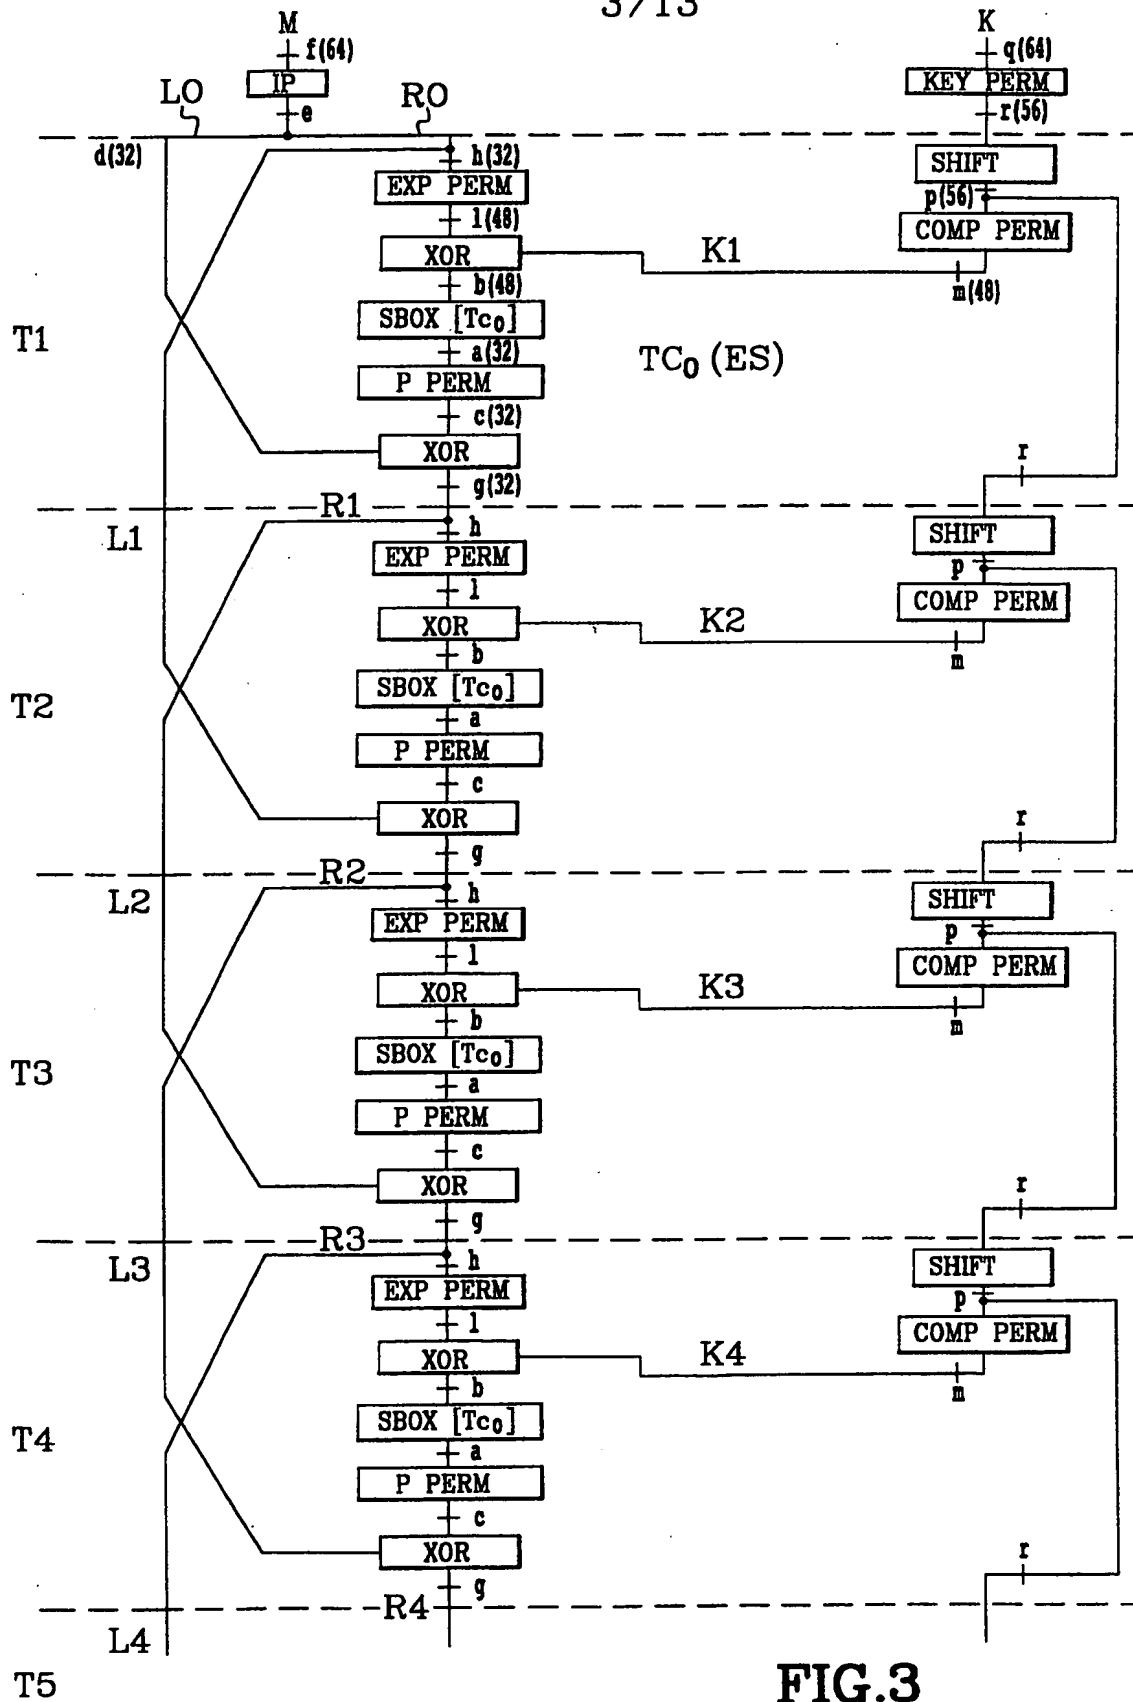 3/13
M
K
f(64)
q(64)
IP
KEY PERM
L0
R0
e
r(56)
d(32)
h(32)
SHIFT
EXP PERM
p(56)
l(48)
COMP PERM
XOR
K1
b(48)
m(48)
SBOX [Tc0]
T1
a(32)
TC0 (ES)
P PERM
c(32)
XOR
r
g(32)
R1
L1
h
SHIFT
EXP PERM
p
l
COMP PERM
XOR
K2
b
m
SBOX [Tc0]
T2
a
P PERM
c
XOR
r
g
R2
L2
h
SHIFT
EXP PERM
p
l
COMP PERM
XOR
K3
b
m
SBOX [Tc0]
T3
a
P PERM
c
XOR
r
g
R3
L3
h
SHIFT
EXP PERM
p
l
COMP PERM
XOR
K4
b
m
SBOX [Tc0]
T4
a
P PERM
c
XOR
r
g
R4
L4
T5
FIG.3